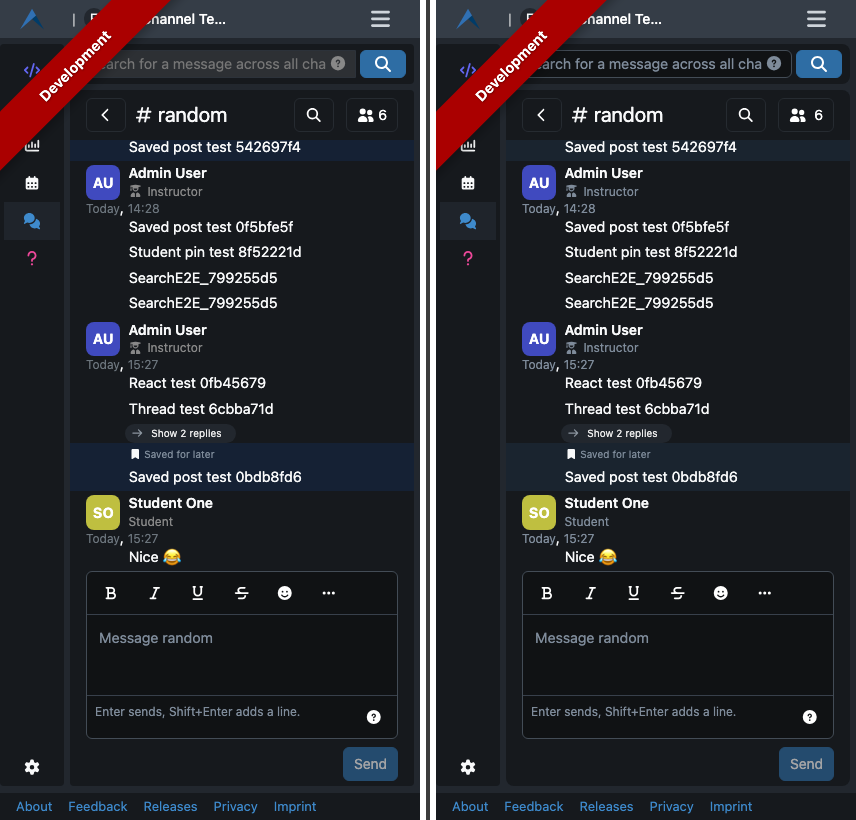 | hannel Te...
Development
arch for a message across all cha ?
# random
6
Saved post test 542697f4
AU
Admin User
Instructor
Today, 14:28
Saved post test 0f5bfe5f
Student pin test 8f52221d
SearchE2E_799255d5
SearchE2E_799255d5
AU
Admin User
Instructor
Today, 15:27
React test 0fb45679
Thread test 6cbba71d
Show 2 replies
Saved for later
Saved post test 0bdb8fd6
SO
Student One
Student
Today, 15:27
Nice 😂
B I U S
Message random
Enter sends, Shift+Enter adds a line. ?
Send
About Feedback Releases Privacy Imprint
| hannel Te...
Development
arch for a message across all cha ?
# random
6
Saved post test 542697f4
AU
Admin User
Instructor
Today, 14:28
Saved post test 0f5bfe5f
Student pin test 8f52221d
SearchE2E_799255d5
SearchE2E_799255d5
AU
Admin User
Instructor
Today, 15:27
React test 0fb45679
Thread test 6cbba71d
Show 2 replies
Saved for later
Saved post test 0bdb8fd6
SO
Student One
Student
Today, 15:27
Nice 😂
B I U S
Message random
Enter sends, Shift+Enter adds a line. ?
Send
About Feedback Releases Privacy Imprint